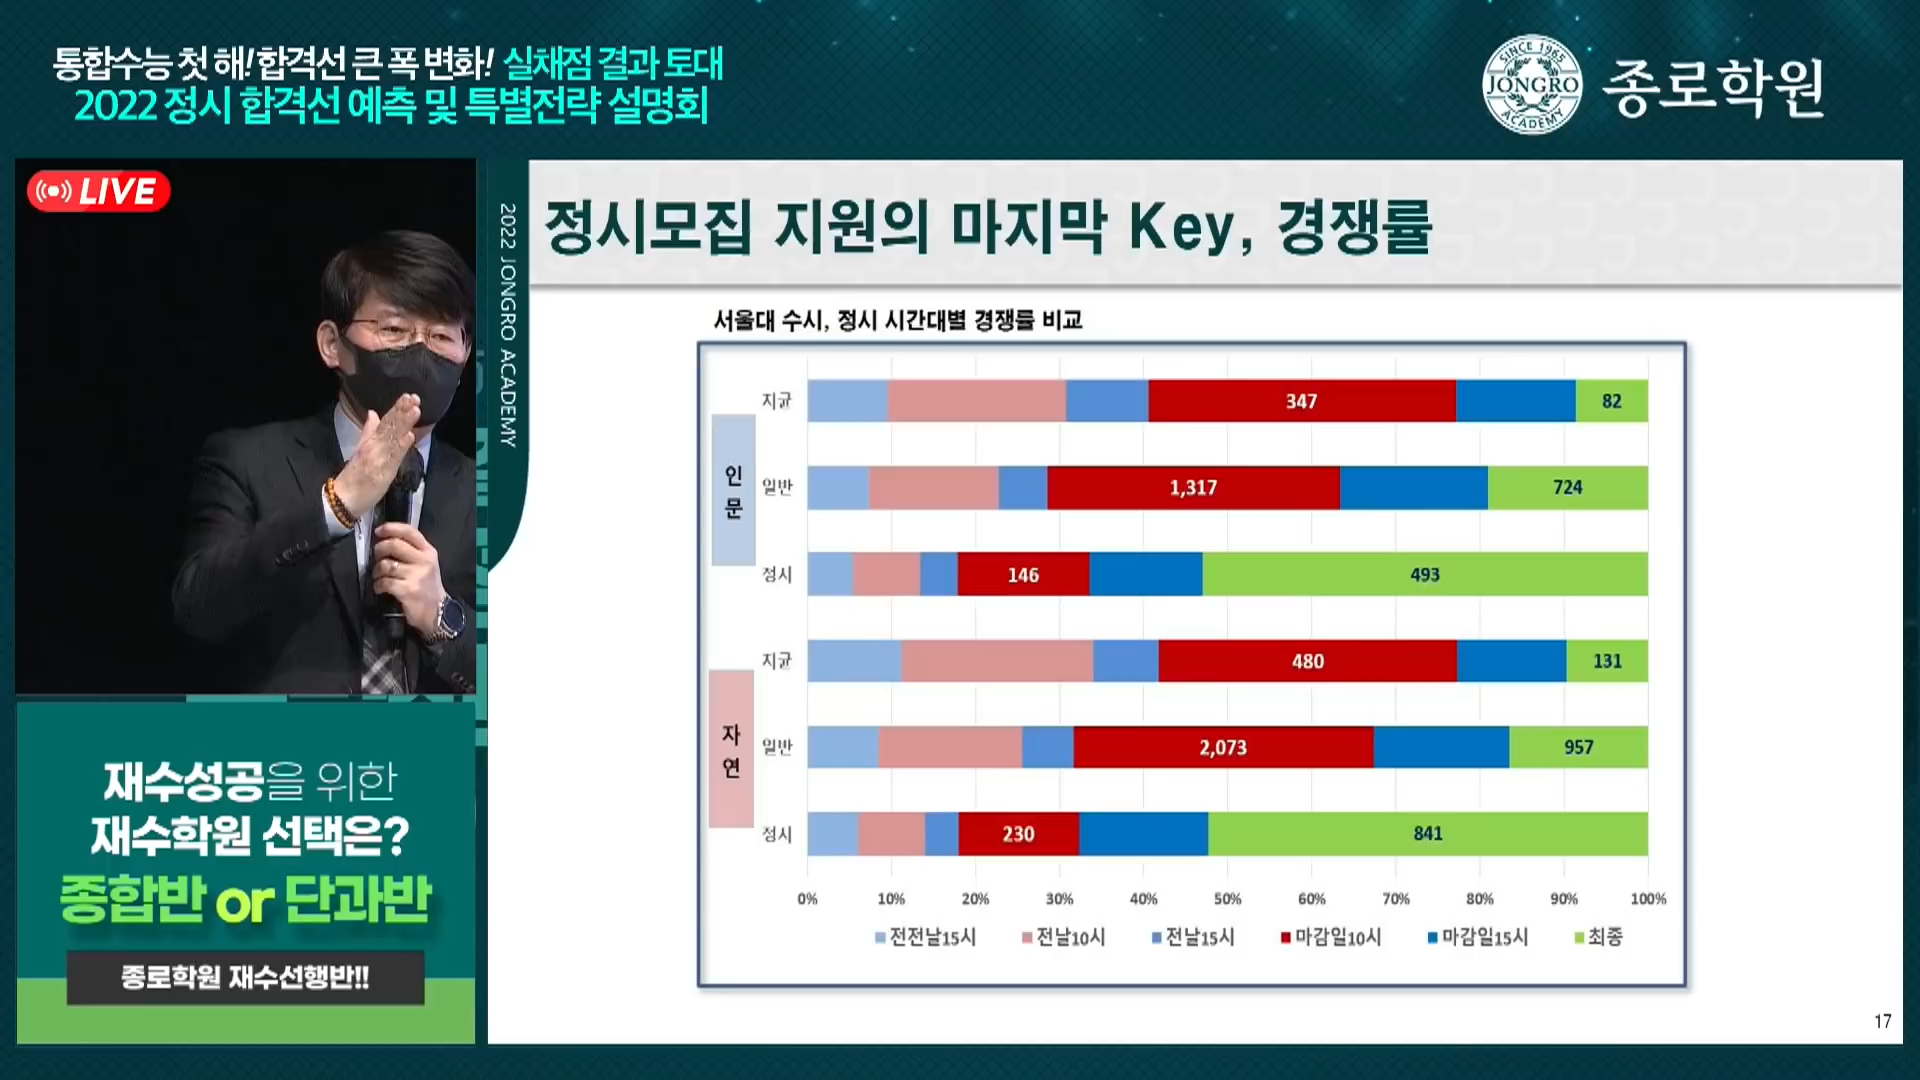 통합수능 첫 해! 합격선 큰 폭 변화! 실채점 결과 토대
2022 정시 합격선 예측 및 특별전략 설명회
SINCE 1965
JONGRO
ACADEMY
종로학원
LIVE
2022 JONGRO ACADEMY
정시모집 지원의 마지막 Key, 경쟁률
서울대 수시, 정시 시간대별 경쟁률 비교
인문
지균 347 82
일반 1,317 724
정시 146 493
자연
지균 480 131
일반 2,073 957
정시 230 841
0% 10% 20% 30% 40% 50% 60% 70% 80% 90% 100%
전전날15시 전날10시 전날15시 마감일10시 마감일15시 최종
17
재수성공을 위한
재수학원 선택은?
종합반 or 단과반
종로학원 재수선행반!!